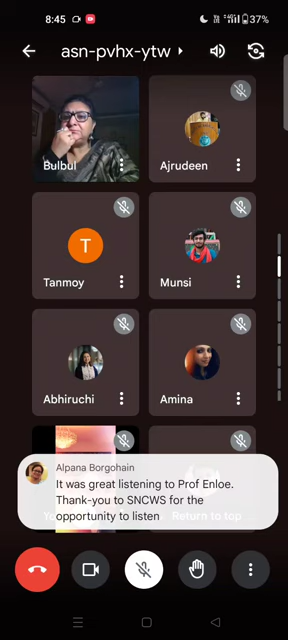 8:45
37%
asn-pvhx-ytw
Bulbul
Ajrudeen
T
Tanmoy
Munsi
Abhiruchi
Amina
Alpana Borgohain
It was great listening to Prof Enloe.
Thank-you to SNCWS for the
opportunity to listen
Return to top